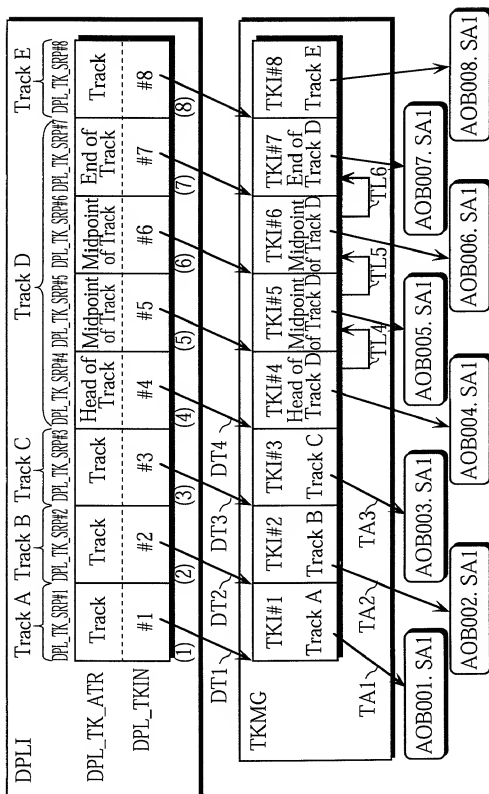 DPLI
Track A Track B Track C Track D Track E
DPL_TK_SRP#1 DPL_TK_SRP#2 DPL_TK_SRP#3 DPL_TK_SRP#4 DPL_TK_SRP#5 DPL_TK_SRP#6 DPL_TK_SRP#7 DPL_TK_SRP#8
DPL_TK_ATR Track Track Track Head of Track Midpoint of Track Midpoint of Track End of Track Track
DPL_TKIN #1 #2 #3 #4 #5 #6 #7 #8
(1) (2) (3) (4) (5) (6) (7) (8)
DT1 DT2 DT3 DT4
TKMG
TKI#1 TKI#2 TKI#3 TKI#4 TKI#5 TKI#6 TKI#7 TKI#8
Track A Track B Track C Head of Track D Midpoint of Track D Midpoint of Track D End of Track D Track E
TA1 TA2 TA3 TL4 TL5 TL6
AOB001. SA1 AOB003. SA1 AOB005. SA1 AOB007. SA1
AOB002. SA1 AOB004. SA1 AOB006. SA1 AOB008. SA1